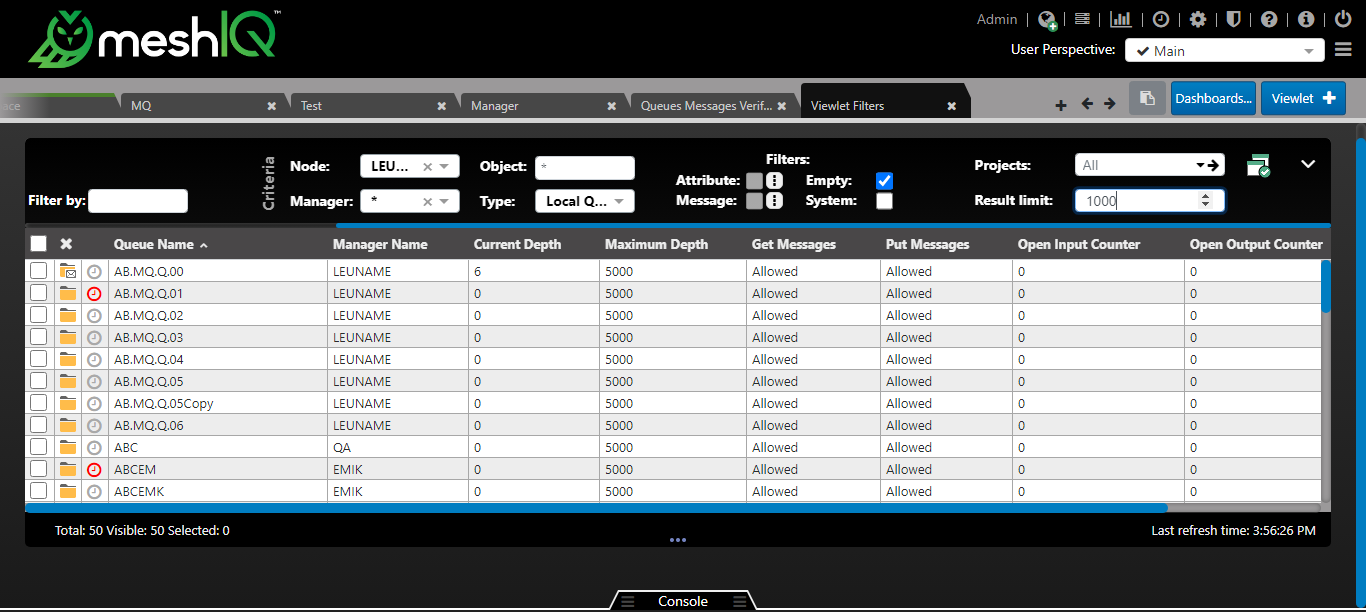 meshIQ™
Admin
User Perspective: Main
ace
MQ
Test
Manager
Queues Messages Verif...
Viewlet Filters
Dashboards...
Viewlet
Filter by:
Criteria
Node: LEU...
Manager: *
Object: *
Type: Local Q...
Filters:
Attribute:
Empty:
Message:
System:
Projects: All
Result limit: 1000
Queue Name Manager Name Current Depth Maximum Depth Get Messages Put Messages Open Input Counter Open Output Counter
AB.MQ.Q.00 LEUNAME 6 5000 Allowed Allowed 0 0
AB.MQ.Q.01 LEUNAME 0 5000 Allowed Allowed 0 0
AB.MQ.Q.02 LEUNAME 0 5000 Allowed Allowed 0 0
AB.MQ.Q.03 LEUNAME 0 5000 Allowed Allowed 0 0
AB.MQ.Q.04 LEUNAME 0 5000 Allowed Allowed 0 0
AB.MQ.Q.05 LEUNAME 0 5000 Allowed Allowed 0 0
AB.MQ.Q.05Copy LEUNAME 0 5000 Allowed Allowed 0 0
AB.MQ.Q.06 LEUNAME 0 5000 Allowed Allowed 0 0
ABC QA 0 5000 Allowed Allowed 0 0
ABCEM EMIK 0 5000 Allowed Allowed 0 0
ABCEMK EMIK 0 5000 Allowed Allowed 0 0
Total: 50 Visible: 50 Selected: 0
Last refresh time: 3:56:26 PM
Console